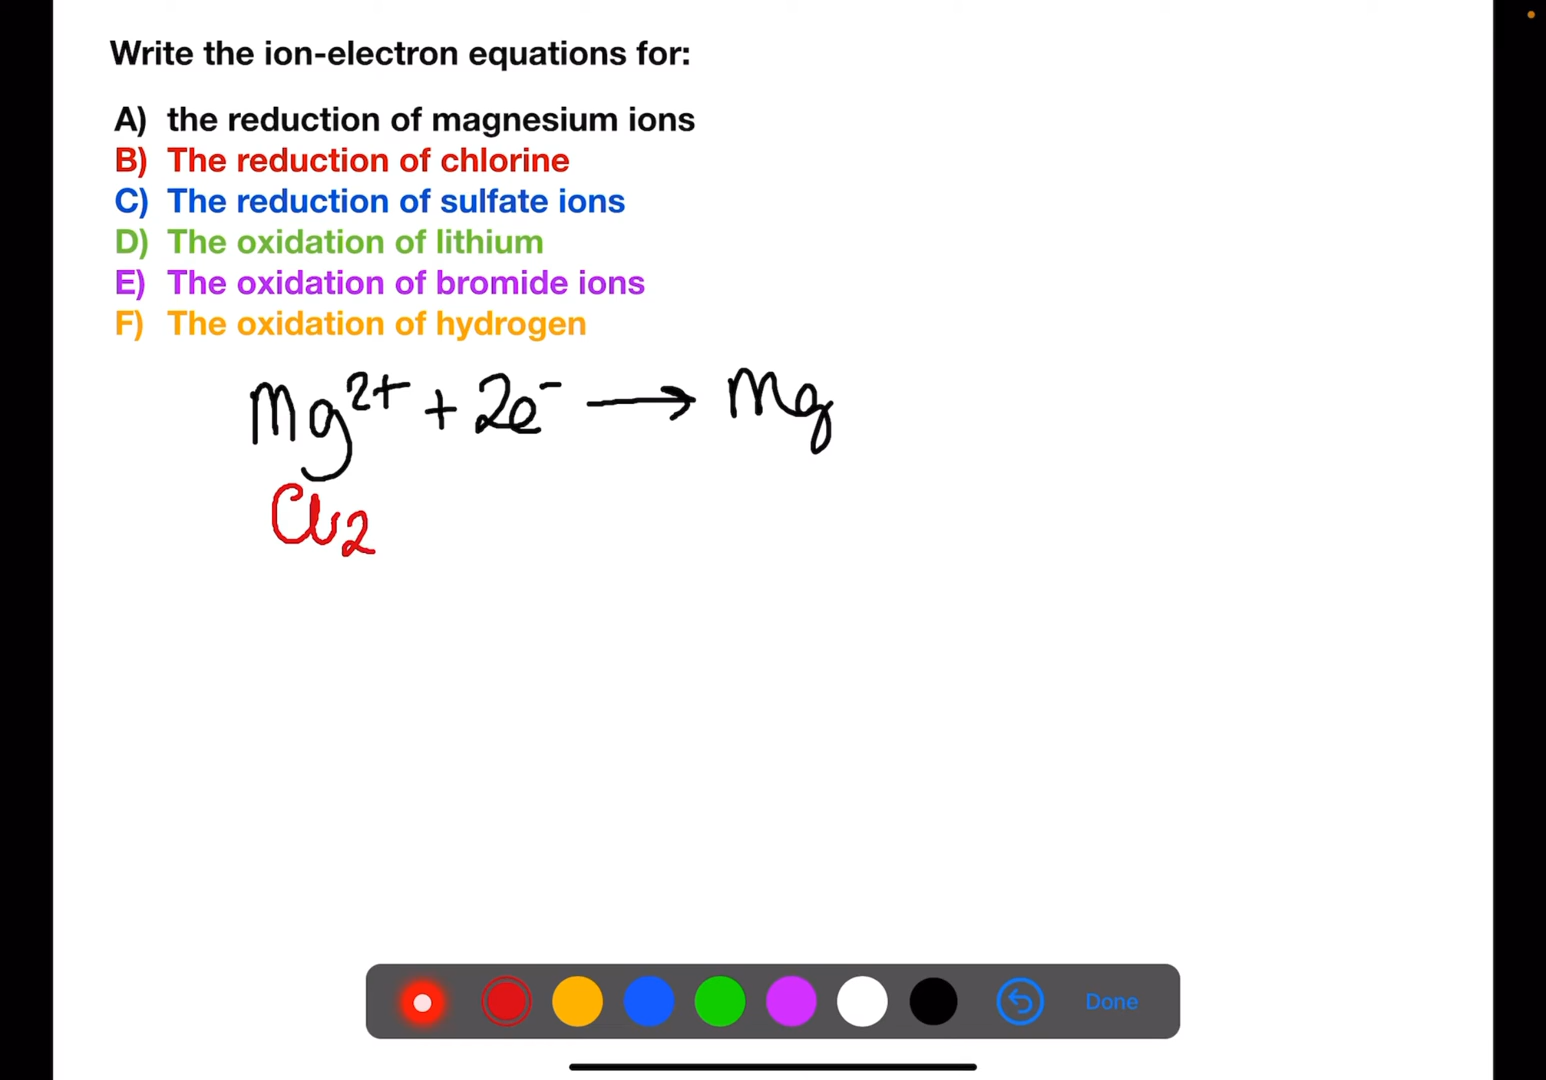 Write the ion-electron equations for:
A) the reduction of magnesium ions
B) The reduction of chlorine
C) The reduction of sulfate ions
D) The oxidation of lithium
E) The oxidation of bromide ions
F) The oxidation of hydrogen
Mg²⁺ + 2e⁻ → Mg
Cl₂
Done